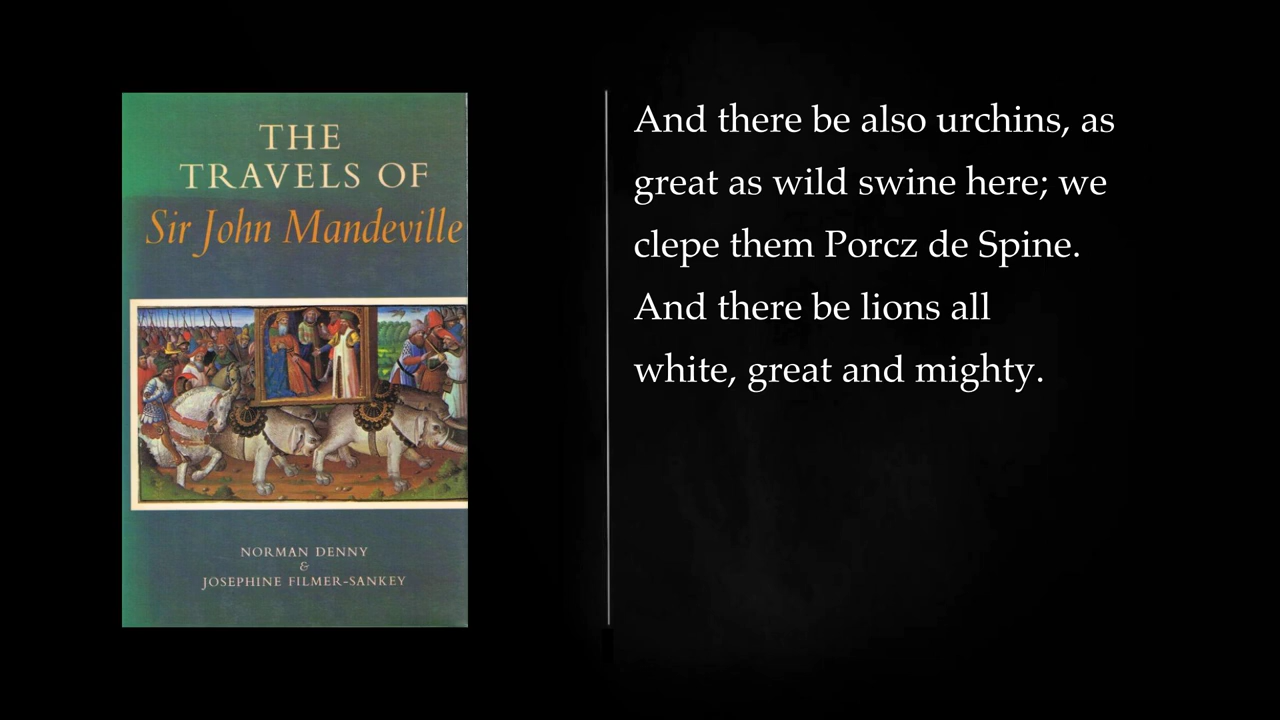 THE
TRAVELS OF
Sir John Mandeville
NORMAN DENNY
&
JOSEPHINE FILMER-SANKEY
And there be also urchins, as
great as wild swine here; we
clepe them Porcz de Spine.
And there be lions all
white, great and mighty.